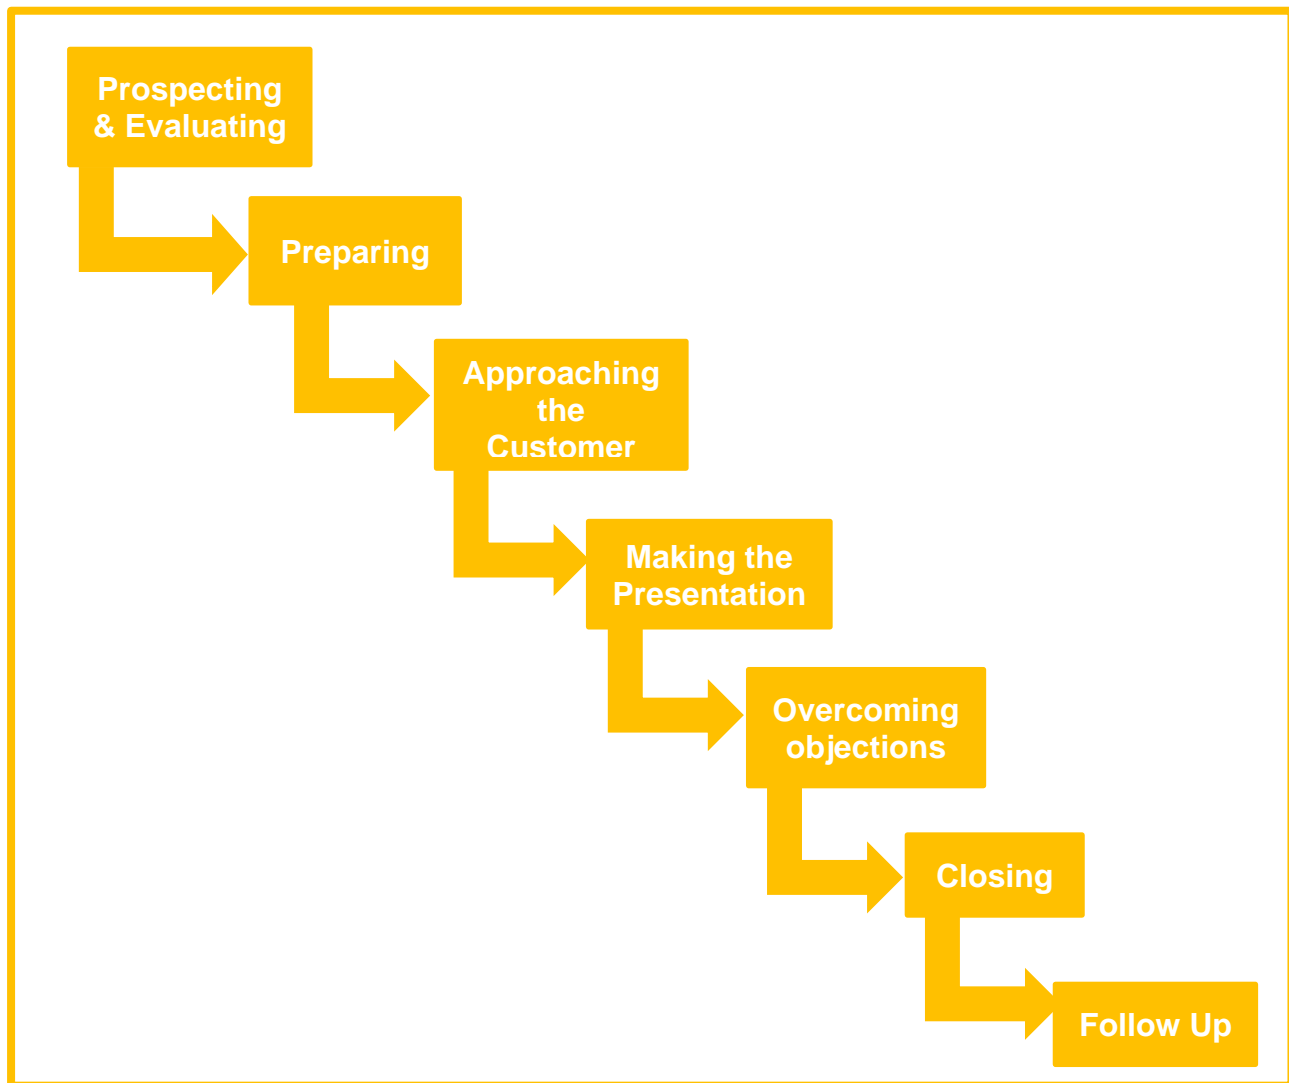 Prospecting
& Evaluating
Preparing
Approaching
the
Customer
Making the
Presentation
Overcoming
objections
Closing
Follow Up